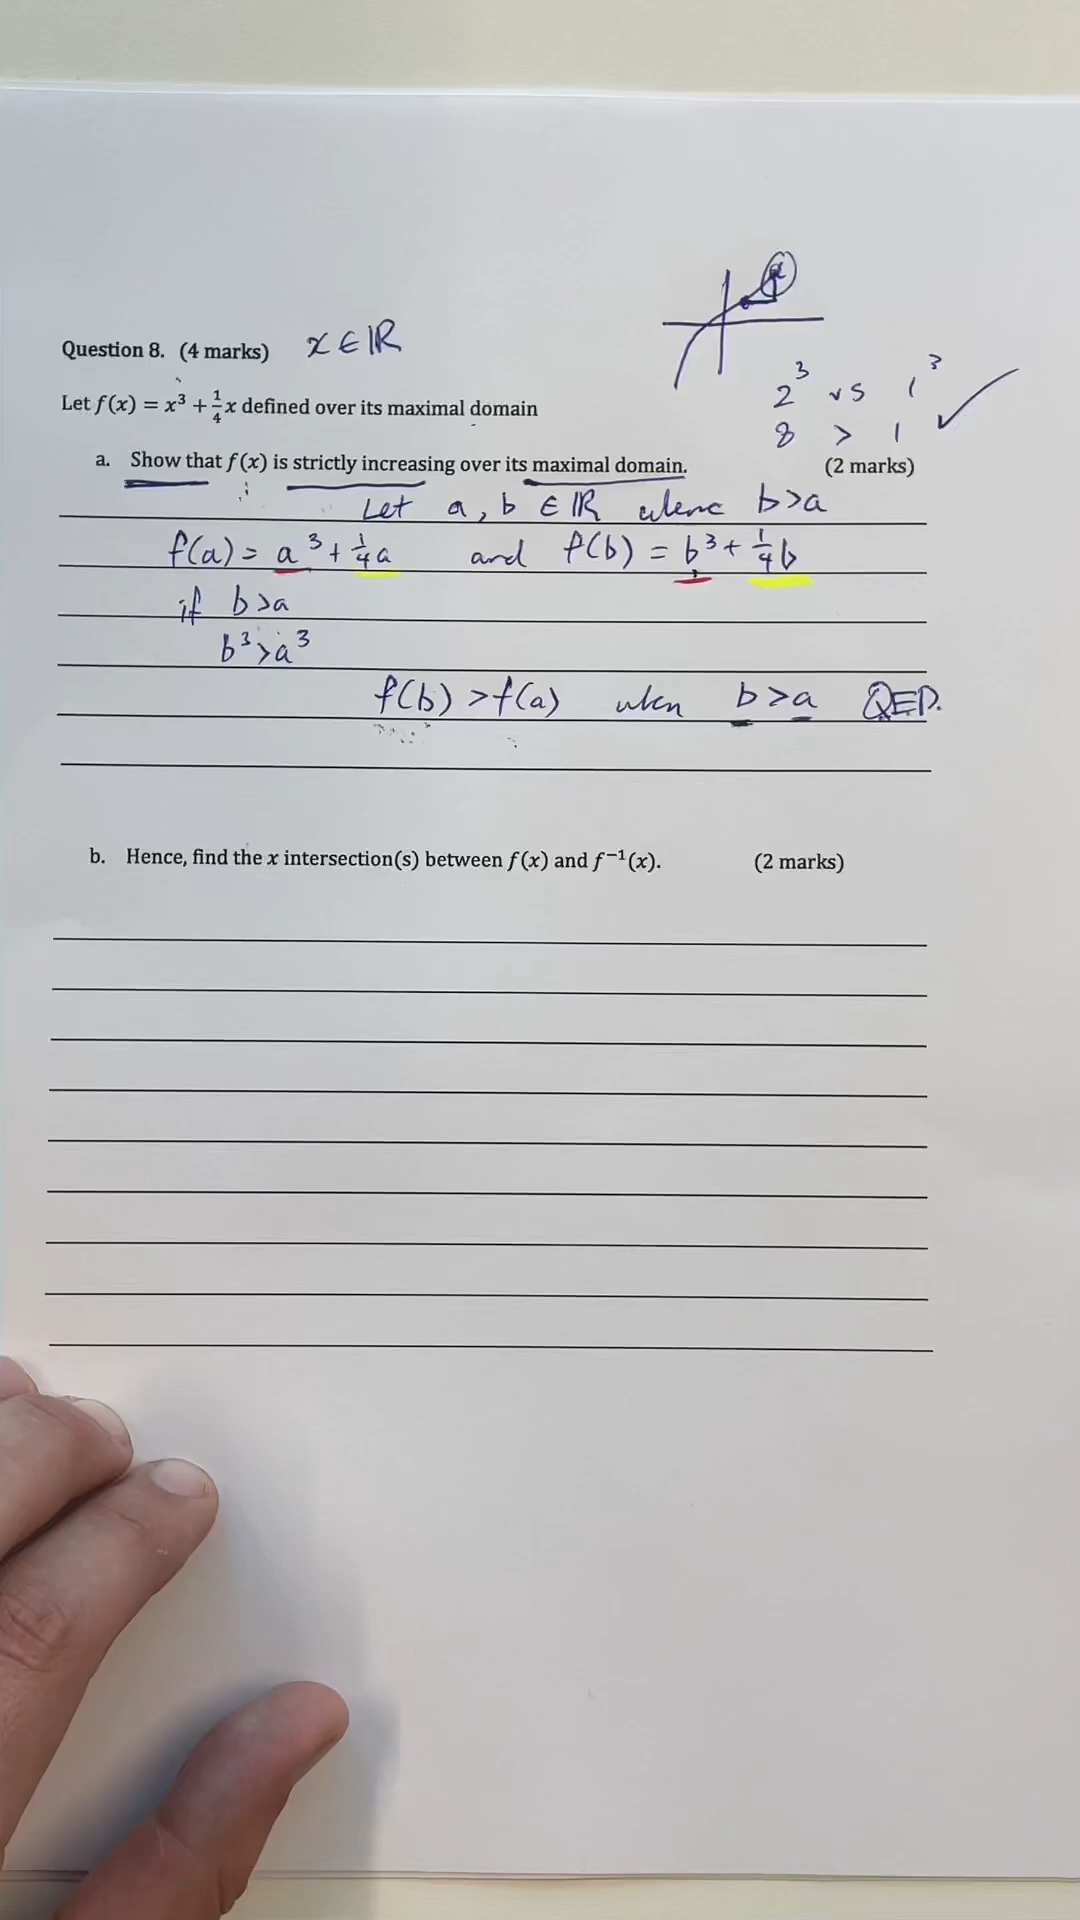 Question 8. (4 marks) x ∈ ℝ
Let f(x) = x³ + ¼x defined over its maximal domain
2³ vs 1³
8 > 1 ✓
a. Show that f(x) is strictly increasing over its maximal domain. (2 marks)
Let a, b ∈ ℝ where b>a
f(a) = a³ + ¼a and f(b) = b³ + ¼b
if b>a
b³>a³
f(b) >f(a) when b>a QED.
b. Hence, find the x intersection(s) between f(x) and f⁻¹(x). (2 marks)